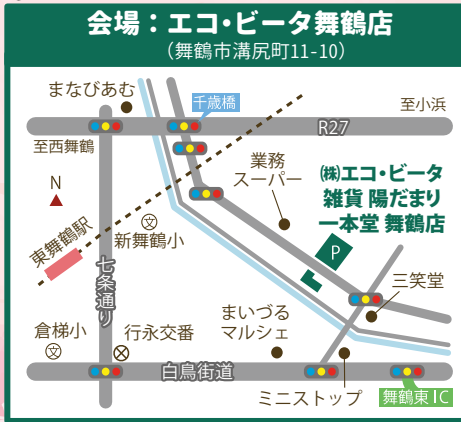 会場：エコ・ビータ舞鶴店
（舞鶴市溝尻町11-10）
まなびあむ
千歳橋
至小浜
R27
至西舞鶴
業務
スーパー
N
(株)エコ・ビータ
雑貨 陽だまり
一本堂 舞鶴店
新舞鶴小
文
東舞鶴駅
P
七条通り
三笑堂
倉梯小
文
行永交番
まいづる
マルシェ
白鳥街道
ミニストップ
舞鶴東IC